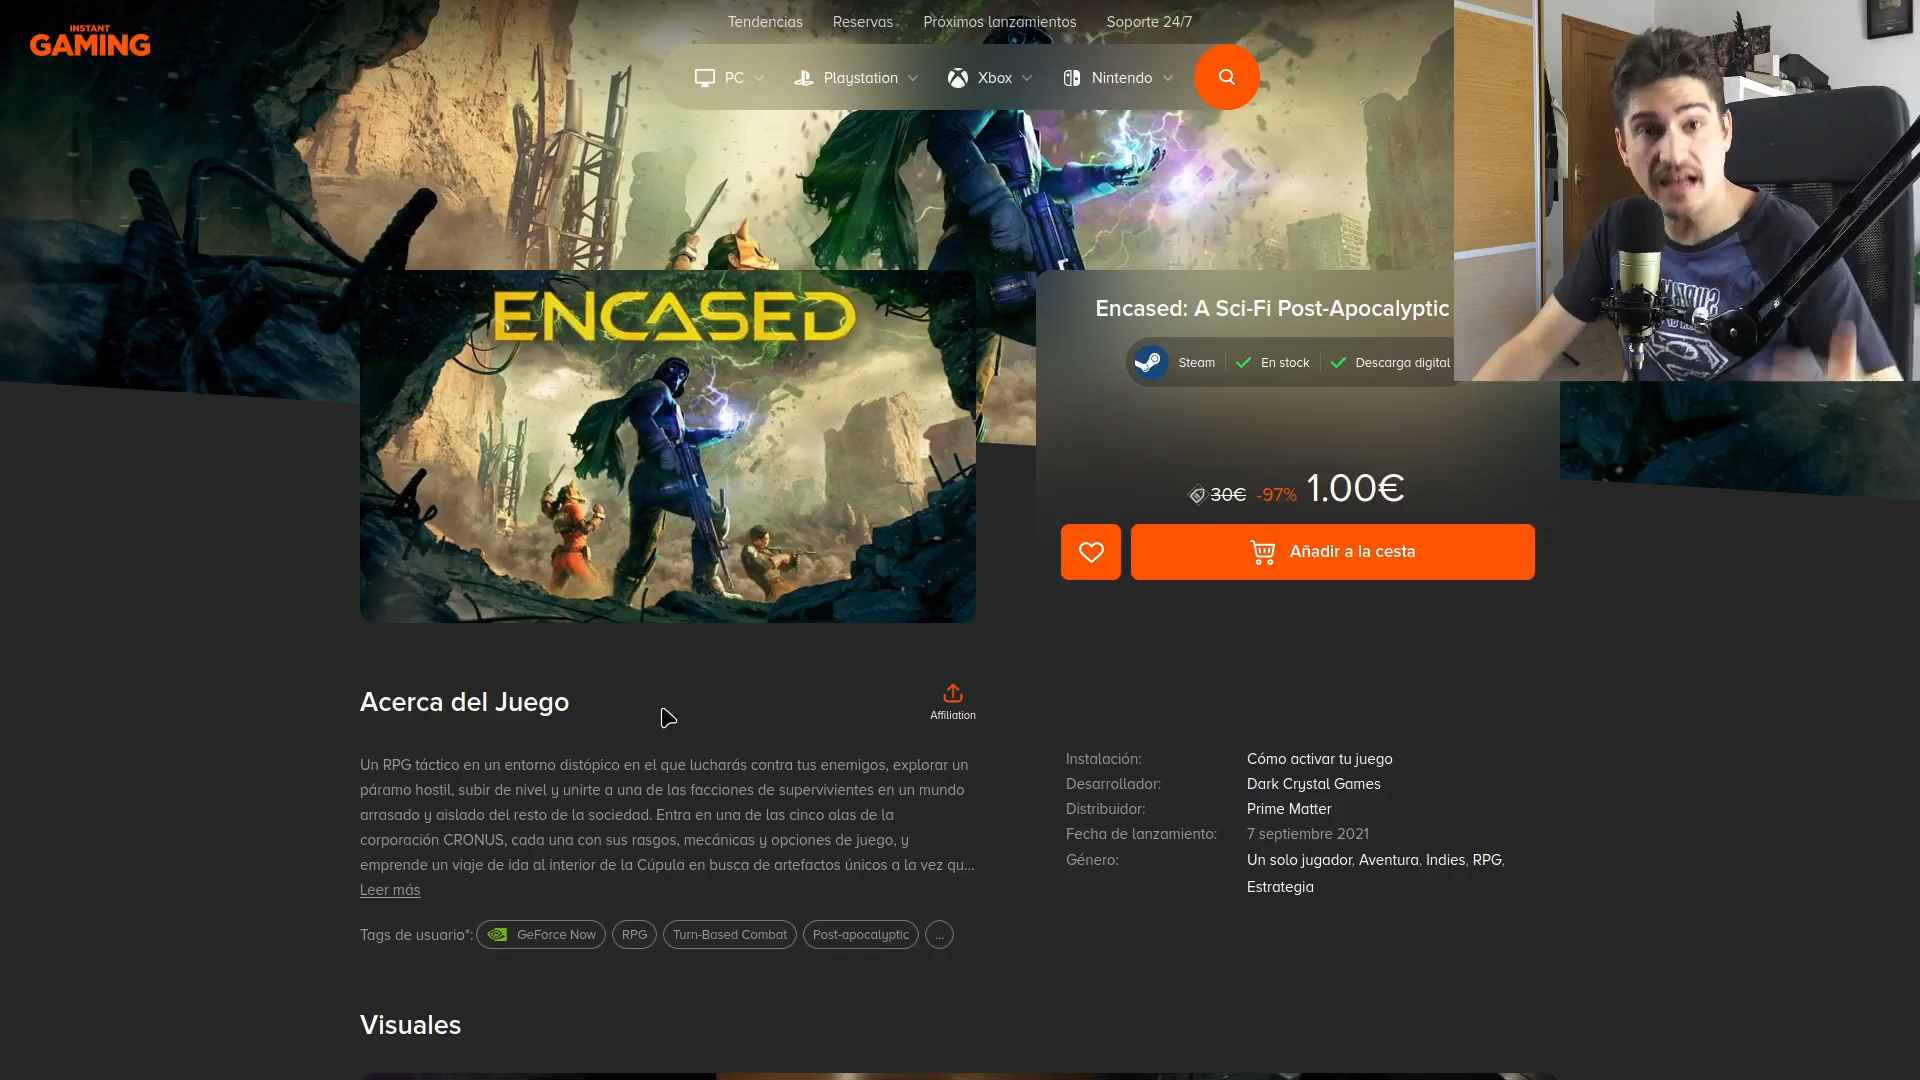 INSTANT
GAMING
Tendencias
Reservas
Próximos lanzamientos
Soporte 24/7
PC
Playstation
Xbox
Nintendo
ENCASED
Encased: A Sci-Fi Post-Apocalyptic
Steam
En stock
Descarga digital
30€ -97% 1.00€
Añadir a la cesta
Acerca del Juego
Affiliation
Un RPG táctico en un entorno distópico en el que lucharás contra tus enemigos, explorar un
páramo hostil, subir de nivel y unirte a una de las facciones de supervivientes en un mundo
arrasado y aislado del resto de la sociedad. Entra en una de las cinco alas de la
corporación CRONUS, cada una con sus rasgos, mecánicas y opciones de juego, y
emprende un viaje de ida al interior de la Cúpula en busca de artefactos únicos a la vez qu...
Leer más
Tags de usuario*: GeForce Now RPG Turn-Based Combat Post-apocalyptic ...
Instalación: Cómo activar tu juego
Desarrollador: Dark Crystal Games
Distribuidor: Prime Matter
Fecha de lanzamiento: 7 septiembre 2021
Género: Un solo jugador, Aventura, Indies, RPG,
Estrategia
Visuales